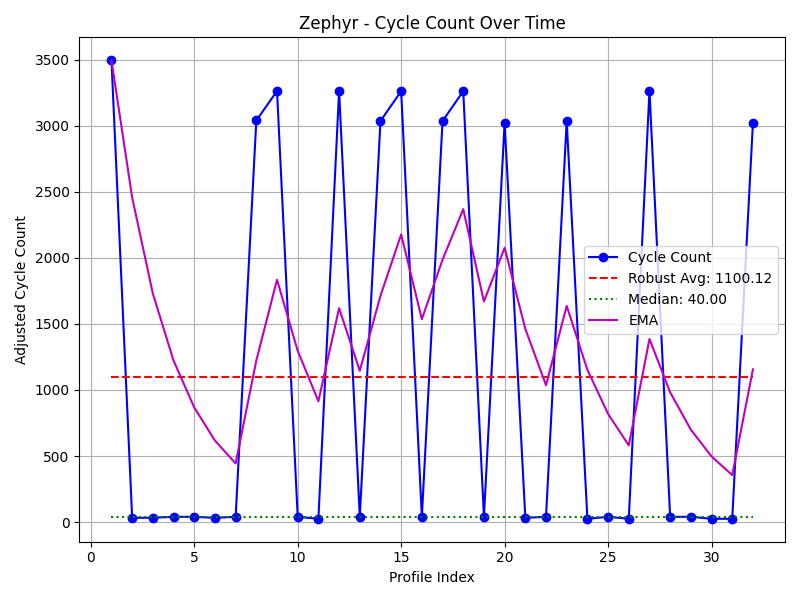 Zephyr - Cycle Count Over Time
Adjusted Cycle Count
3500
3000
2500
2000
1500
1000
500
0
Cycle Count
Robust Avg: 1100.12
Median: 40.00
EMA
0 5 10 15 20 25 30
Profile Index